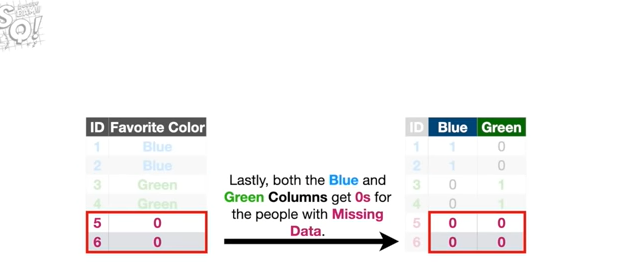 SQ!
ID Favorite Color
1 Blue
2 Blue
3 Green
4 Green
5 0
6 0
Lastly, both the Blue and
Green Columns get 0s for
the people with Missing
Data.
ID Blue Green
1 1 0
2 1 0
3 0 1
4 0 1
5 0 0
6 0 0